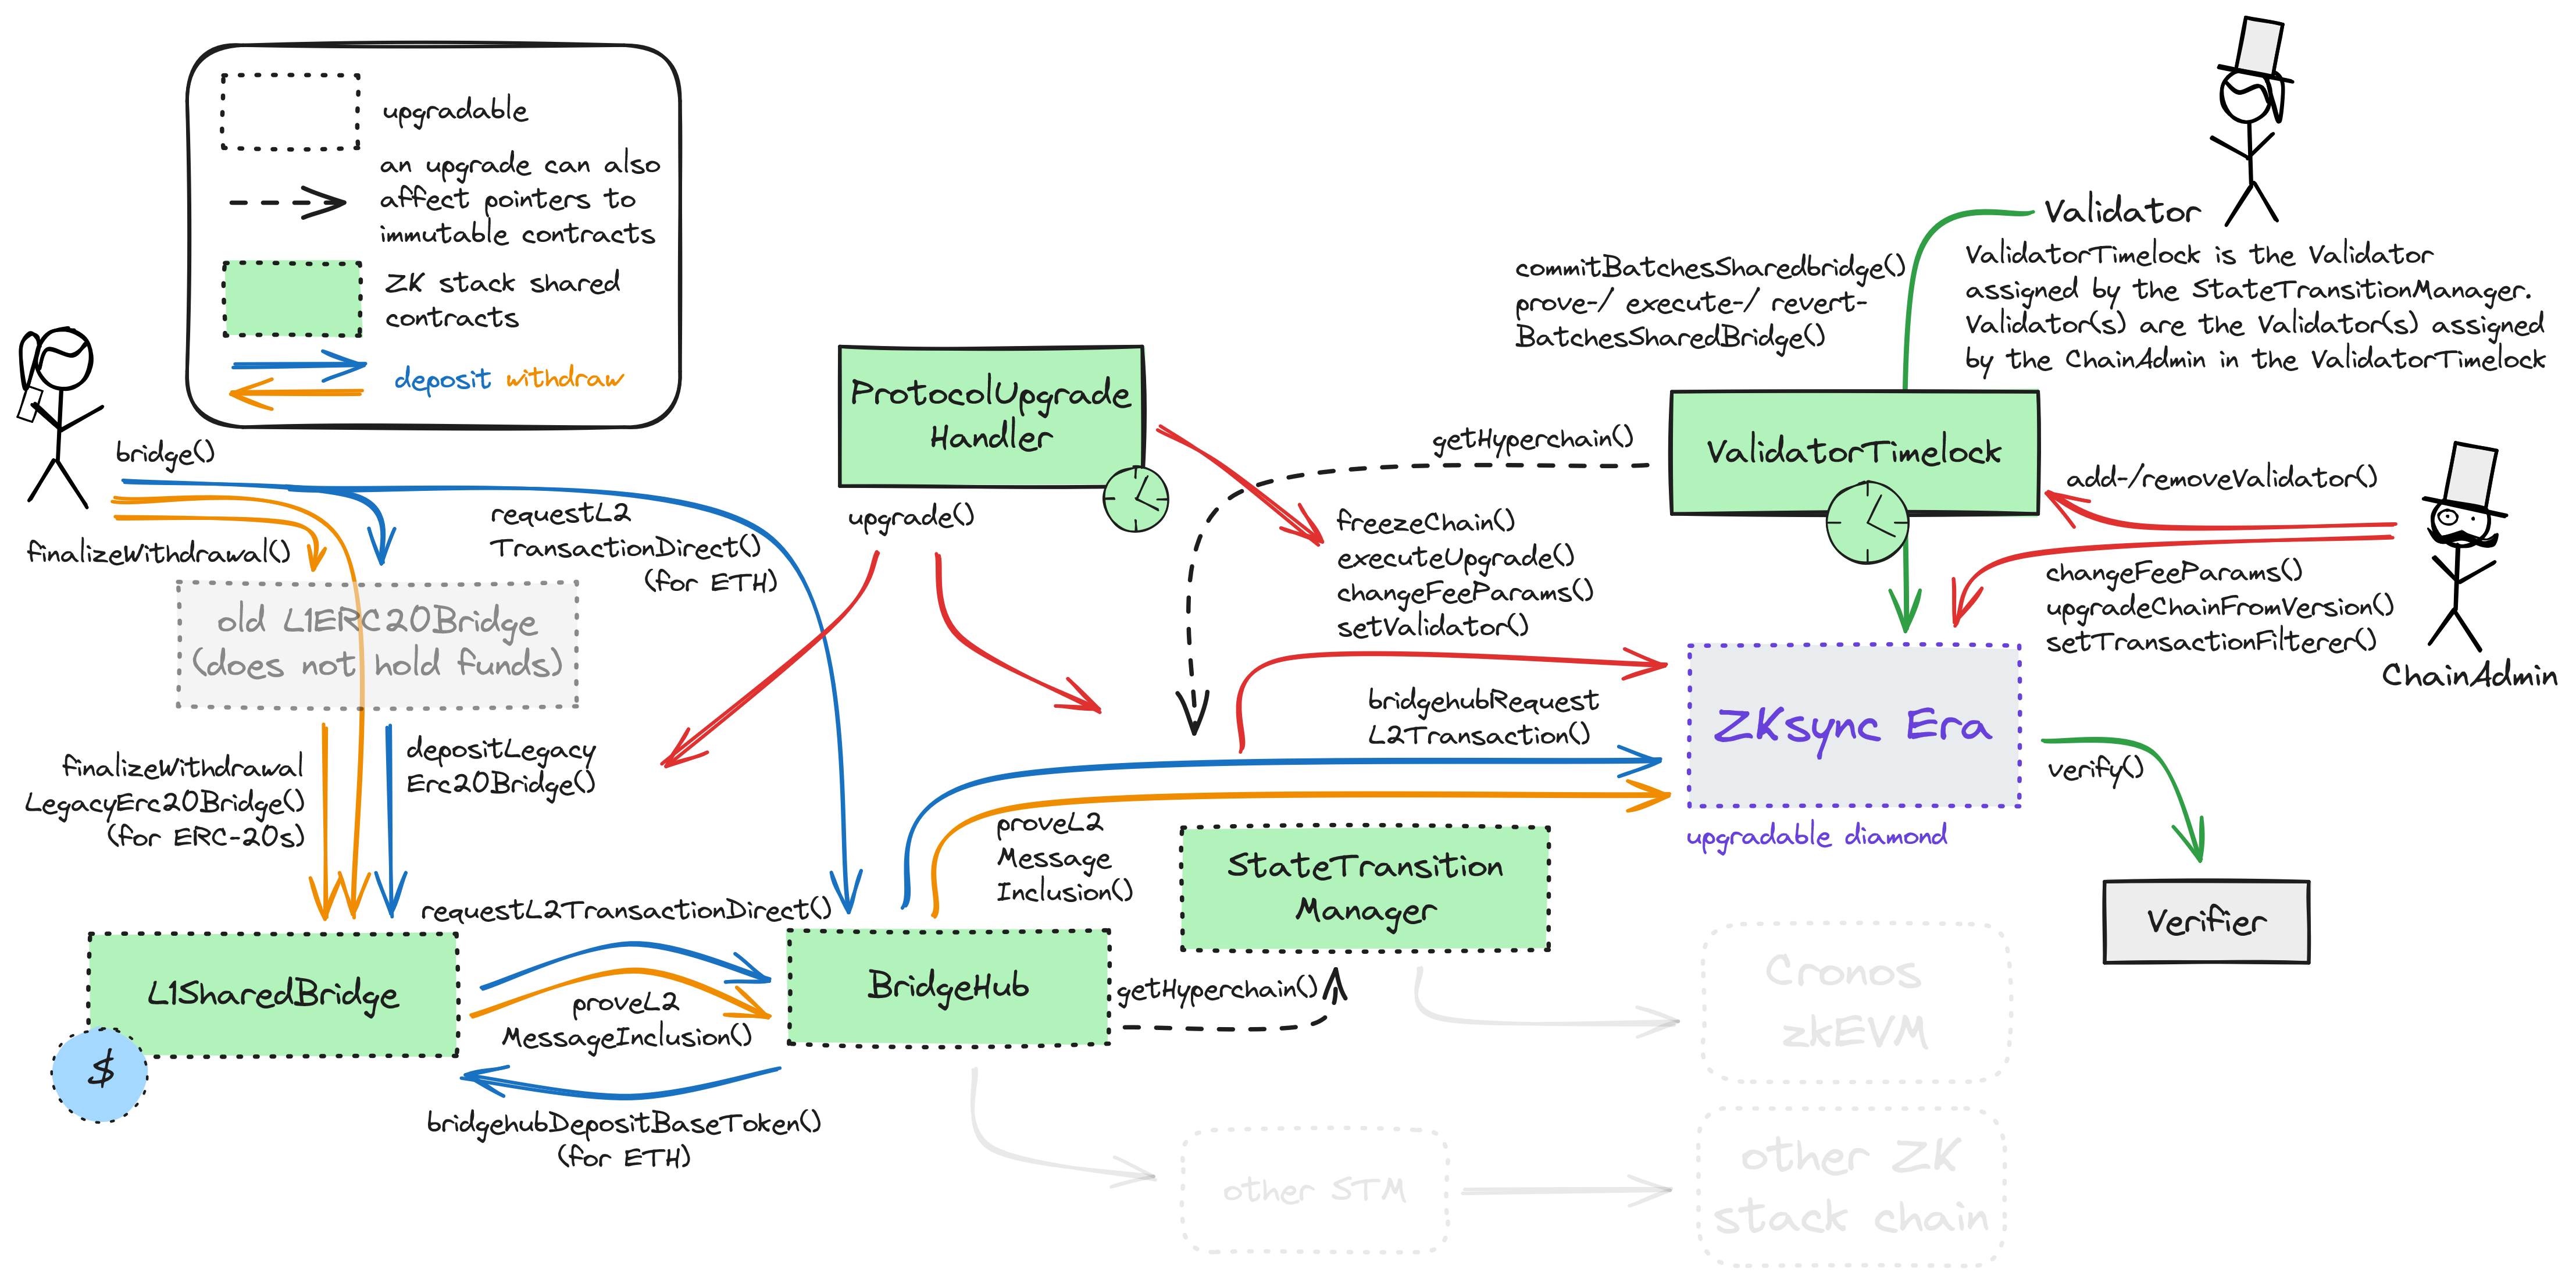 upgradable
an upgrade can also
affect pointers to
immutable contracts
ZK stack shared
contracts
deposit withdraw
bridge()
finalizeWithdrawal()
requestL2
TransactionDirect()
(for ETH)
old L1ERC20Bridge
(does not hold funds)
finalizeWithdrawal
LegacyErc20Bridge()
(for ERC-20s)
depositLegacy
Erc20Bridge()
L1SharedBridge
$
requestL2TransactionDirect()
proveL2
MessageInclusion()
bridgehubDepositBaseToken()
(for ETH)
BridgeHub
ProtocolUpgrade
Handler
upgrade()
freezeChain()
executeUpgrade()
changeFeeParams()
setValidator()
getHyperchain()
bridgehubRequest
L2Transaction()
proveL2
Message
Inclusion()
StateTransition
Manager
getHyperchain()
commitBatchesSharedbridge()
prove-/ execute-/ revert-
BatchesSharedBridge()
Validator
ValidatorTimelock is the Validator
assigned by the StateTransitionManager.
Validator(s) are the Validator(s) assigned
by the ChainAdmin in the ValidatorTimelock
ValidatorTimelock
add-/removeValidator()
changeFeeParams()
upgradeChainFromVersion()
setTransactionFilterer()
ChainAdmin
ZKsync Era
upgradable diamond
verify()
Verifier
Cronos
zkEVM
other STM
other ZK
stack chain